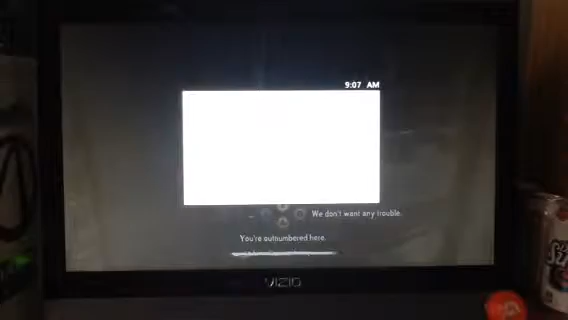 9:07 AM
We don't want any trouble.
You're outnumbered here.
VIZIO